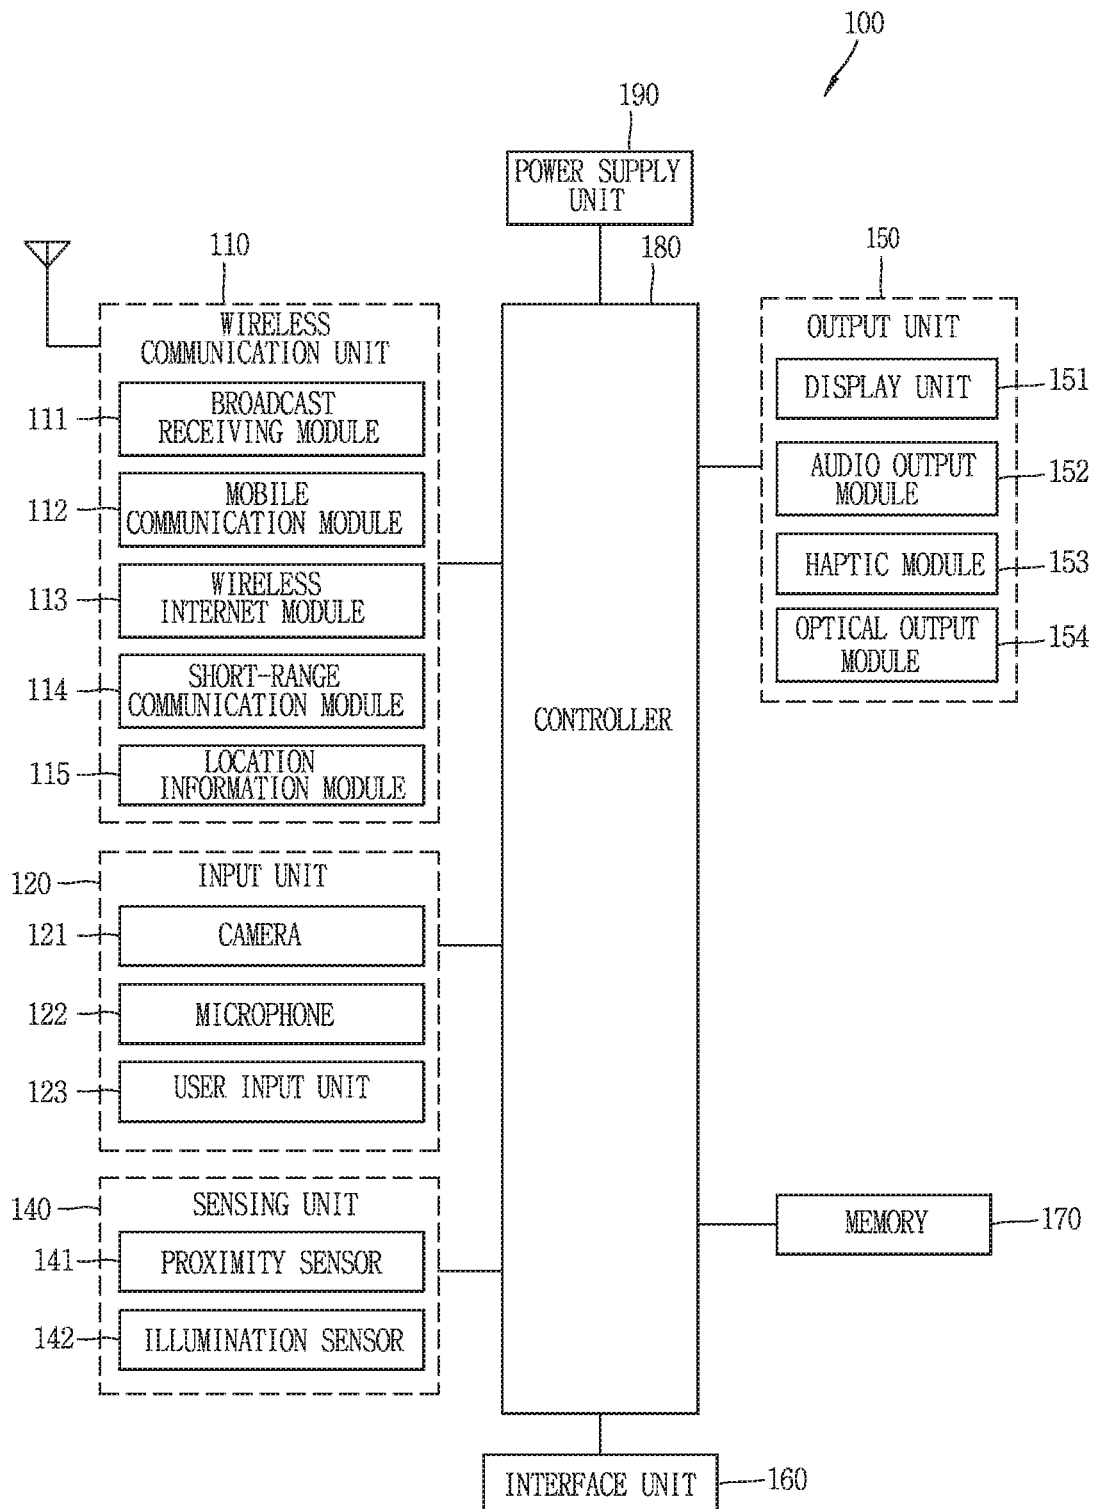 100
190
POWER SUPPLY
UNIT
110
180
150
WIRELESS
COMMUNICATION UNIT
111
BROADCAST
RECEIVING MODULE
112
MOBILE
COMMUNICATION MODULE
113
WIRELESS
INTERNET MODULE
114
SHORT-RANGE
COMMUNICATION MODULE
115
LOCATION
INFORMATION MODULE
120
INPUT UNIT
121
CAMERA
122
MICROPHONE
123
USER INPUT UNIT
140
SENSING UNIT
141
PROXIMITY SENSOR
142
ILLUMINATION SENSOR
CONTROLLER
OUTPUT UNIT
DISPLAY UNIT
151
AUDIO OUTPUT
MODULE
152
HAPTIC MODULE
153
OPTICAL OUTPUT
MODULE
154
MEMORY
170
INTERFACE UNIT
160